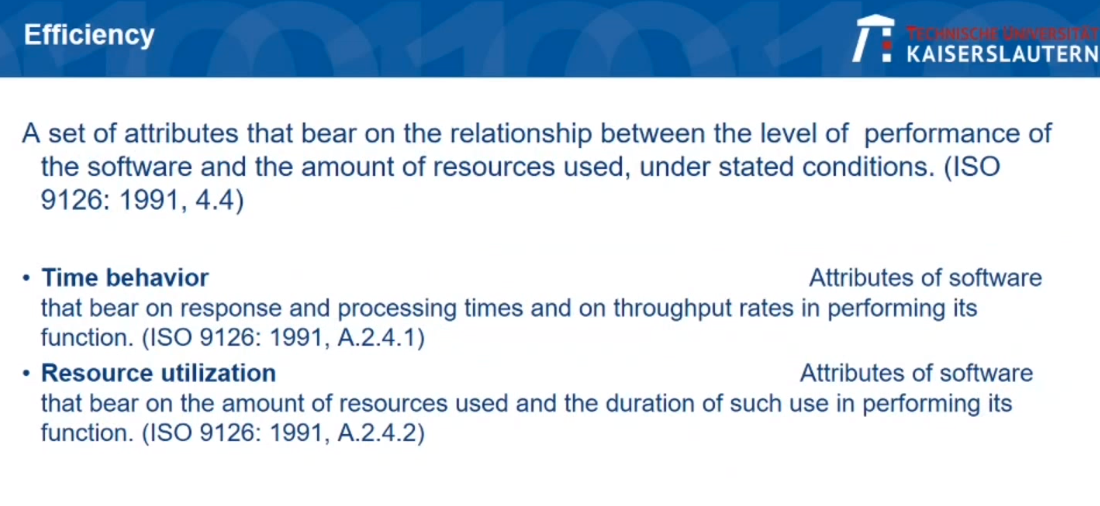 Efficiency
TECHNISCHE UNIVERSITÄT
KAISERSLAUTERN
A set of attributes that bear on the relationship between the level of performance of
the software and the amount of resources used, under stated conditions. (ISO
9126: 1991, 4.4)
• Time behavior Attributes of software
that bear on response and processing times and on throughput rates in performing its
function. (ISO 9126: 1991, A.2.4.1)
• Resource utilization Attributes of software
that bear on the amount of resources used and the duration of such use in performing its
function. (ISO 9126: 1991, A.2.4.2)